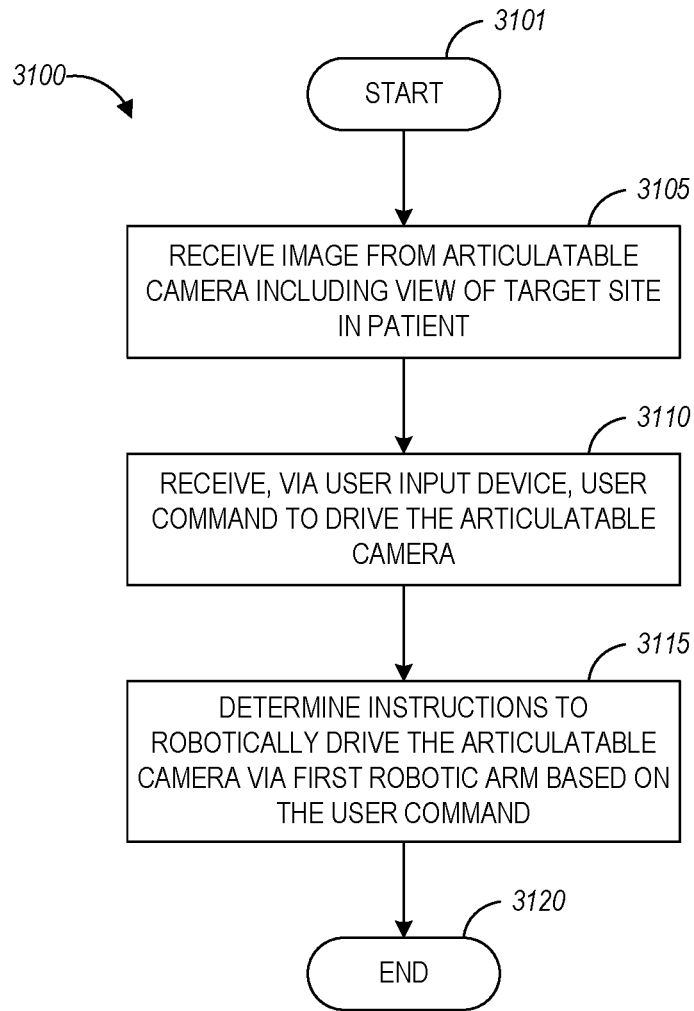 3101
3100
START
3105
RECEIVE IMAGE FROM ARTICULATABLE
CAMERA INCLUDING VIEW OF TARGET SITE
IN PATIENT
3110
RECEIVE, VIA USER INPUT DEVICE, USER
COMMAND TO DRIVE THE ARTICULATABLE
CAMERA
3115
DETERMINE INSTRUCTIONS TO
ROBOTICALLY DRIVE THE ARTICULATABLE
CAMERA VIA FIRST ROBOTIC ARM BASED ON
THE USER COMMAND
3120
END